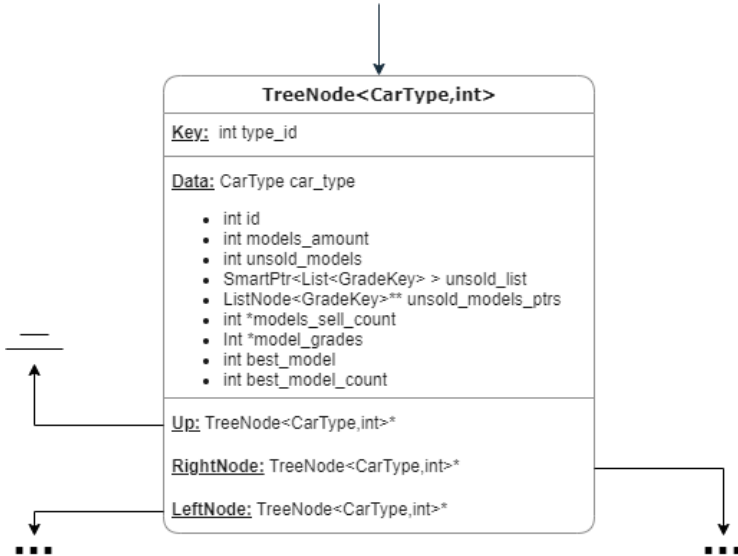 TreeNode<CarType,int>
Key: int type_id
Data: CarType car_type
• int id
• int models_amount
• int unsold_models
• SmartPtr<List<GradeKey> > unsold_list
• ListNode<GradeKey>** unsold_models_ptrs
• int *models_sell_count
• Int *model_grades
• int best_model
• int best_model_count
Up: TreeNode<CarType,int>*
RightNode: TreeNode<CarType,int>*
LeftNode: TreeNode<CarType,int>*
... ...